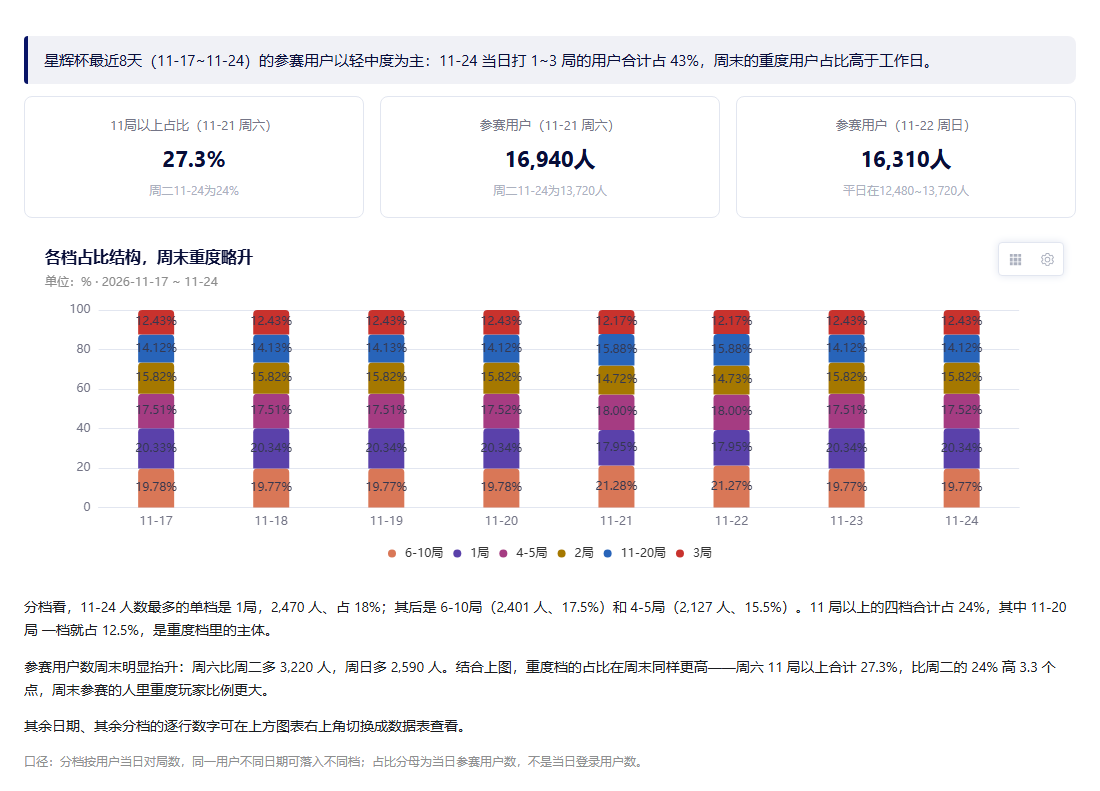 星辉杯最近8天（11-17~11-24）的参赛用户以轻中度为主：11-24 当日打 1~3 局的用户合计占 43%，周末的重度用户占比高于工作日。
11局以上占比（11-21 周六）
27.3%
周二11-24为24%
参赛用户（11-21 周六）
16,940人
周二11-24为13,720人
参赛用户（11-22 周日）
16,310人
平日在12,480~13,720人
各档占比结构，周末重度略升
单位：% · 2026-11-17 ~ 11-24
100
80
60
40
20
0
12.43% 12.43% 12.43% 12.43% 12.17% 12.17% 12.43% 12.43%
14.12% 14.13% 14.13% 14.12% 15.88% 15.88% 14.12% 14.12%
15.82% 15.82% 15.82% 15.82% 14.72% 14.73% 15.82% 15.82%
17.51% 17.51% 17.51% 17.52% 18.00% 18.00% 17.51% 17.52%
20.33% 20.34% 20.34% 20.34% 17.95% 17.95% 20.34% 20.34%
19.78% 19.77% 19.77% 19.78% 21.28% 21.27% 19.77% 19.77%
11-17 11-18 11-19 11-20 11-21 11-22 11-23 11-24
6-10局 1局 4-5局 2局 11-20局 3局
分档看，11-24 人数最多的单档是 1局，2,470 人、占 18%；其后是 6-10局（2,401 人、17.5%）和 4-5局（2,127 人、15.5%）。11 局以上的四档合计占 24%，其中 11-20
局 一档就占 12.5%，是重度档里的主体。
参赛用户数周末明显抬升：周六比周二多 3,220 人，周日多 2,590 人。结合上图，重度档的占比在周末同样更高——周六 11 局以上合计 27.3%，比周二的 24% 高 3.3 个
点，周末参赛的人里重度玩家比例更大。
其余日期、其余分档的逐行数字可在上方图表右上角切换成数据表查看。
口径：分档按用户当日对局数，同一用户不同日期可落入不同档；占比分母为当日参赛用户数，不是当日登录用户数。